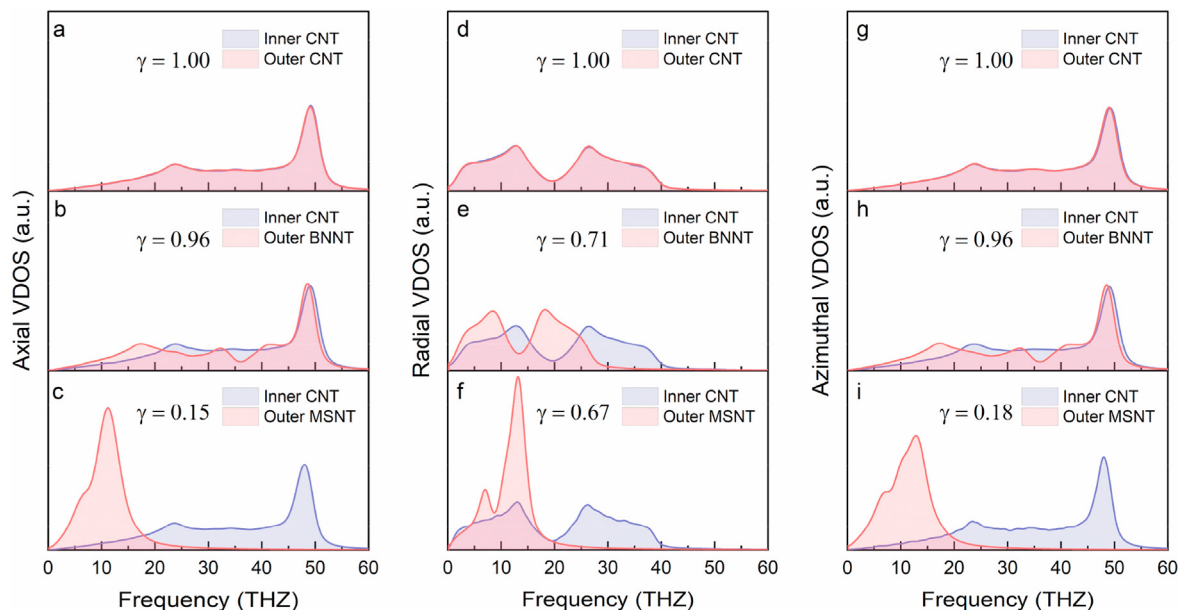 a
Inner CNT
Outer CNT
γ = 1.00
b
Inner CNT
Outer BNNT
γ = 0.96
c
Inner CNT
Outer MSNT
γ = 0.15
Axial VDOS (a.u.)
0 10 20 30 40 50 60
Frequency (THZ)
d
Inner CNT
Outer CNT
γ = 1.00
e
Inner CNT
Outer BNNT
γ = 0.71
f
Inner CNT
Outer MSNT
γ = 0.67
Radial VDOS (a.u.)
0 10 20 30 40 50 60
Frequency (THZ)
g
Inner CNT
Outer CNT
γ = 1.00
h
Inner CNT
Outer BNNT
γ = 0.96
i
Inner CNT
Outer MSNT
γ = 0.18
Azimuthal VDOS (a.u.)
0 10 20 30 40 50 60
Frequency (THZ)